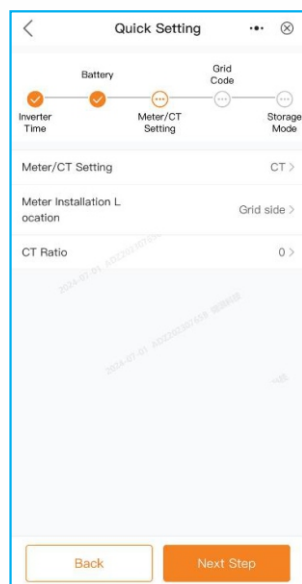 Quick Setting
Battery
Grid
Code
Inverter
Time
Meter/CT
Setting
Storage
Mode
Meter/CT Setting
CT
Meter Installation L
ocation
Grid side
CT Ratio
0
Back
Next Step